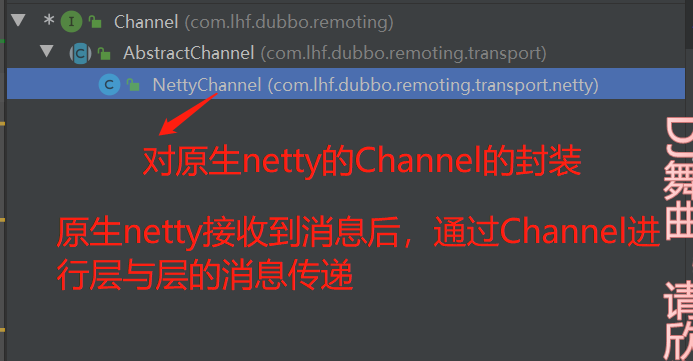 Channel (com.lhf.dubbo.remoting)
AbstractChannel (com.lhf.dubbo.remoting.transport)
NettyChannel (com.lhf.dubbo.remoting.transport.netty)
对原生netty的Channel的封装
原生netty接收到消息后，通过Channel进
行层与层的消息传递
DJ舞曲
请欣